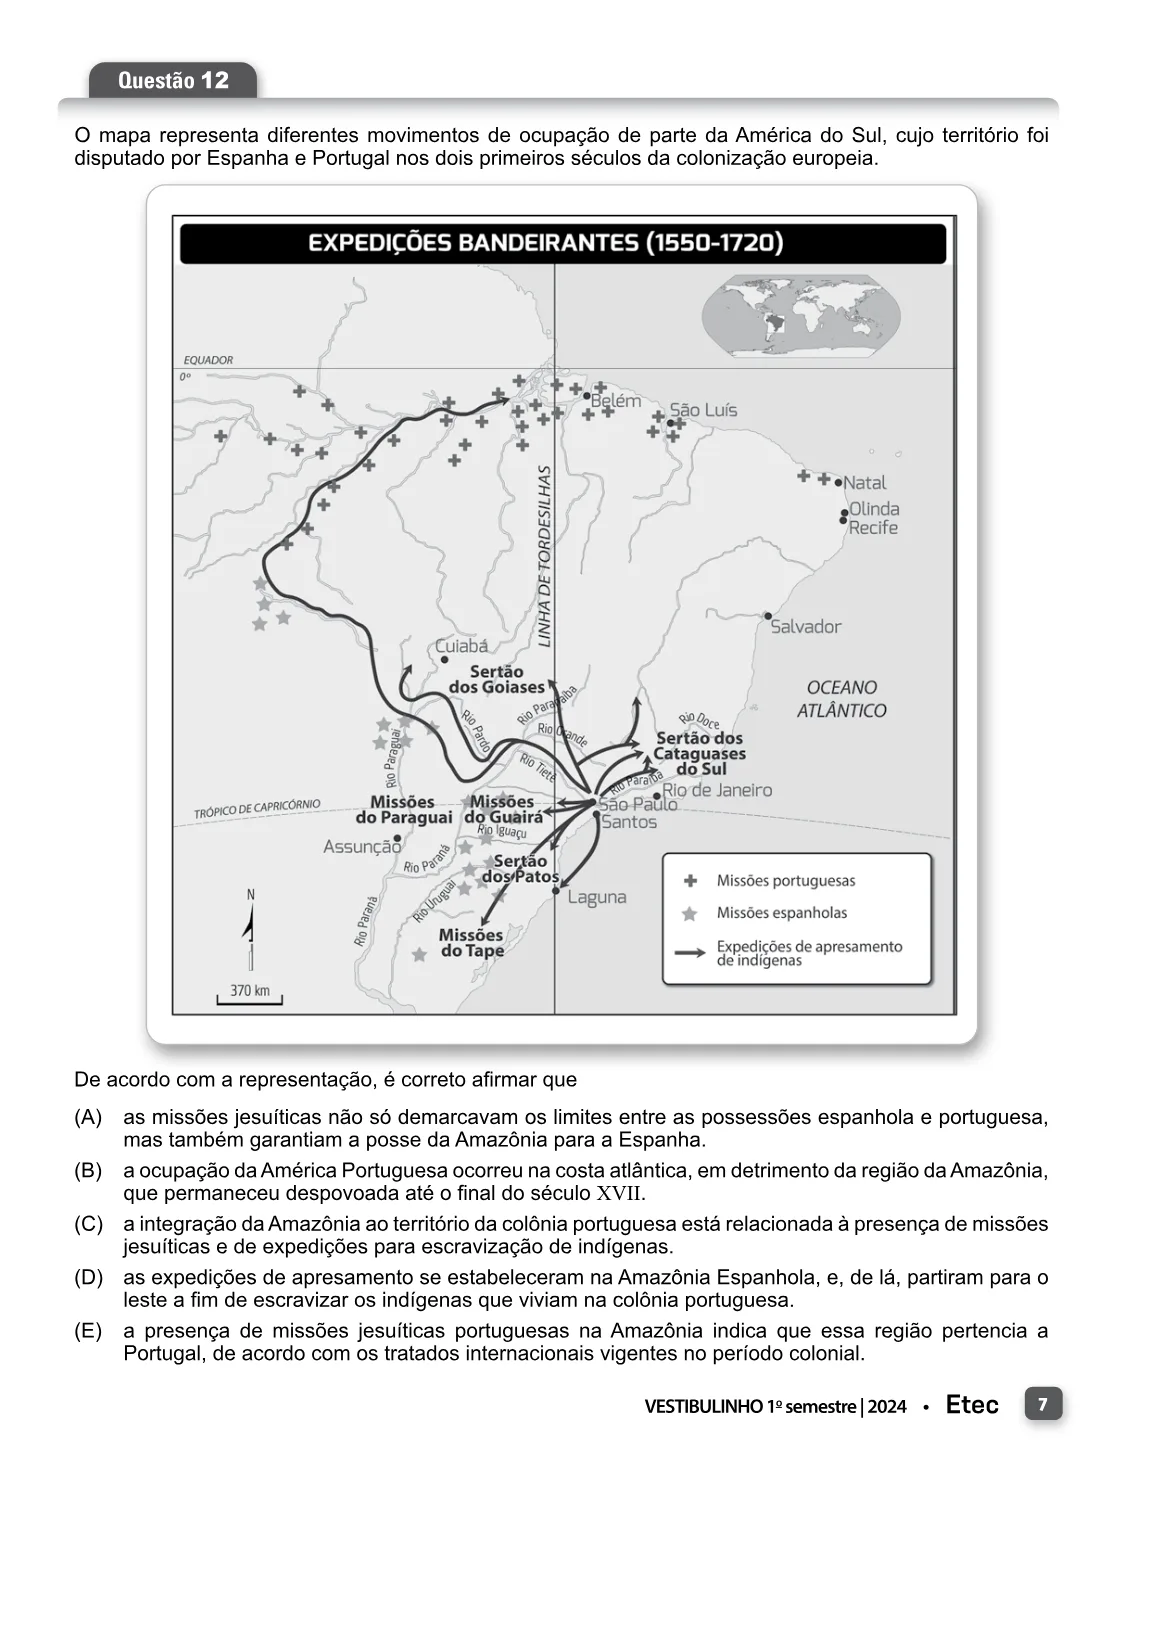 Questão 12
O mapa representa diferentes movimentos de ocupação de parte da América do Sul, cujo território foi
disputado por Espanha e Portugal nos dois primeiros séculos da colonização europeia.
EXPEDIÇÕES BANDEIRANTES (1550-1720)
EQUADOR
0º
Belém
São Luís
Natal
Olinda
Recife
LINHA DE TORDESILHAS
Salvador
Cuiabá
Sertão
dos Goiases
OCEANO
ATLÂNTICO
Rio Paranaíba
Rio Grande
Rio Pardo
Rio Doce
Sertão dos
Cataguases
do Sul
Rio Paraguai
Rio Tietê
Rio Paraíba
Rio de Janeiro
TRÓPICO DE CAPRICÓRNIO
Missões
do Paraguai
Missões
do Guairá
São Paulo
Santos
Rio Iguaçu
Assunção
Rio Paraná
Sertão
dos Patos
Laguna
Rio Uruguai
Rio Paraná
Missões
do Tape
N
370 km
Missões portuguesas
Missões espanholas
Expedições de apresamento
de indígenas
De acordo com a representação, é correto afirmar que
(A) as missões jesuíticas não só demarcavam os limites entre as possessões espanhola e portuguesa,
mas também garantiam a posse da Amazônia para a Espanha.
(B) a ocupação da América Portuguesa ocorreu na costa atlântica, em detrimento da região da Amazônia,
que permaneceu despovoada até o final do século XVII.
(C) a integração da Amazônia ao território da colônia portuguesa está relacionada à presença de missões
jesuíticas e de expedições para escravização de indígenas.
(D) as expedições de apresamento se estabeleceram na Amazônia Espanhola, e, de lá, partiram para o
leste a fim de escravizar os indígenas que viviam na colônia portuguesa.
(E) a presença de missões jesuíticas portuguesas na Amazônia indica que essa região pertencia a
Portugal, de acordo com os tratados internacionais vigentes no período colonial.
VESTIBULINHO 1º semestre | 2024 • Etec 7